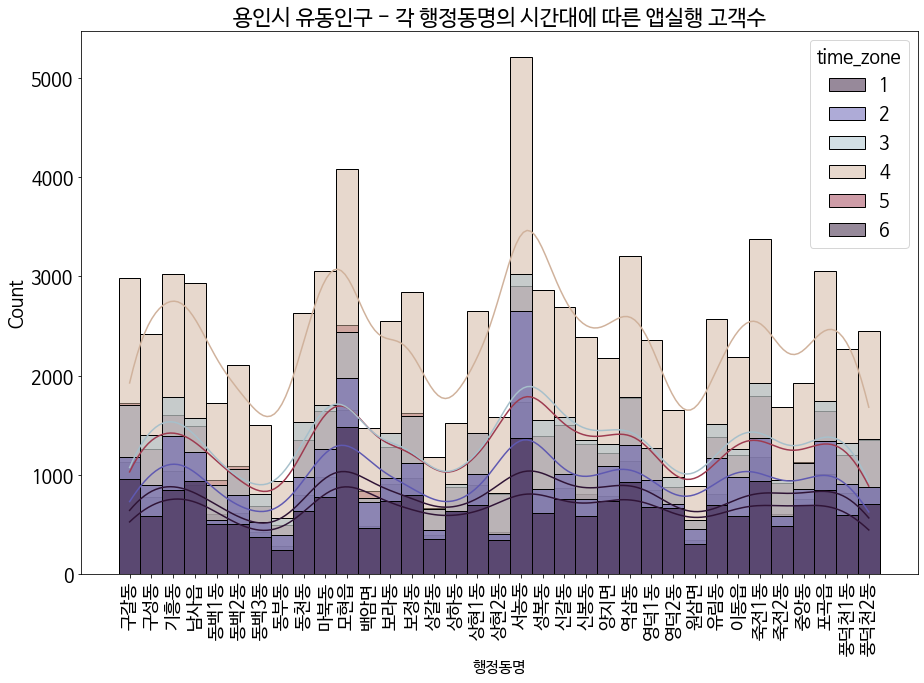 용인시 유동인구 - 각 행정동명의 시간대에 따른 앱실행 고객수
time_zone
1
2
3
4
5
6
5000
4000
3000
2000
1000
0
Count
구갈동
구성동
기흥동
남사읍
동백1동
동백2동
동백3동
동부동
동천동
마북동
모현읍
백암면
보라동
보정동
상갈동
상하동
상현1동
상현2동
서농동
성복동
신갈동
신봉동
양지면
역삼동
영덕1동
영덕2동
원삼면
유림동
이동읍
죽전1동
죽전2동
중앙동
포곡읍
풍덕천1동
풍덕천2동
행정동명